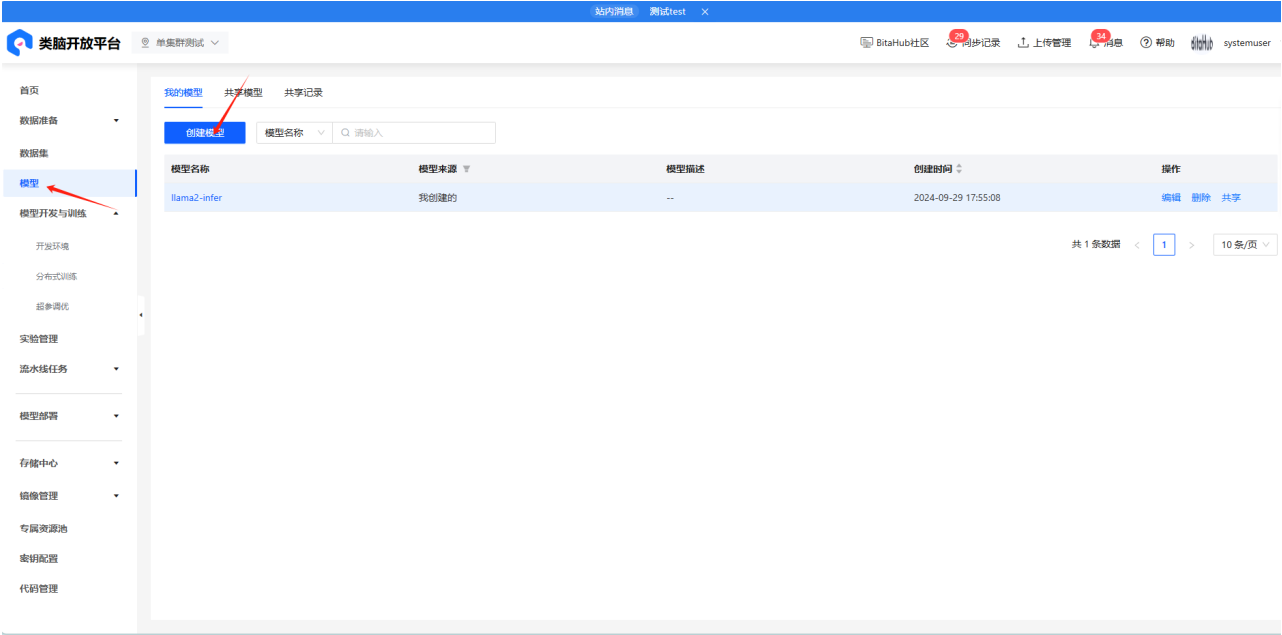 站内消息 测试test ×
类脑开放平台 单集群测试 BitaHub社区 29 同步记录 上传管理 34 消息 帮助 systemuser
首页
数据准备
数据集
模型
模型开发与训练
开发环境
分布式训练
超参调优
实验管理
流水线任务
模型部署
存储中心
镜像管理
专属资源池
密钥配置
代码管理
我的模型 共享模型 共享记录
创建模型 模型名称 请输入
模型名称 模型来源 模型描述 创建时间 操作
llama2-infer 我创建的 -- 2024-09-29 17:55:08 编辑 删除 共享
共 1 条数据 < 1 > 10 条/页